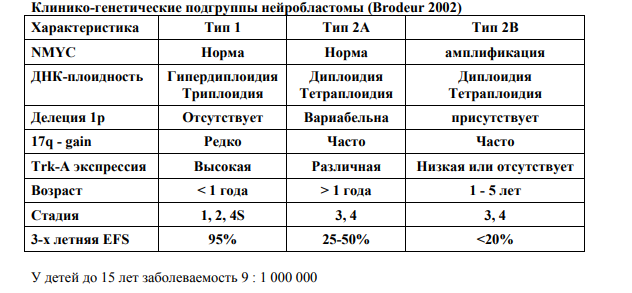 Клинико-генетические подгруппы нейробластомы (Brodeur 2002)
Характеристика Тип 1 Тип 2А Тип 2В
NMYC Норма Норма амплификация
ДНК-плоидность Гипердиплоидия Диплоидия Диплоидия
Триплоидия Тетраплоидия Тетраплоидия
Делеция 1р Отсутствует Вариабельна присутствует
17q - gain Редко Часто Часто
Trk-A экспрессия Высокая Различная Низкая или отсутствует
Возраст < 1 года > 1 года 1 - 5 лет
Стадия 1, 2, 4S 3, 4 3, 4
3-х летняя EFS 95% 25-50% <20%
У детей до 15 лет заболеваемость 9 : 1 000 000